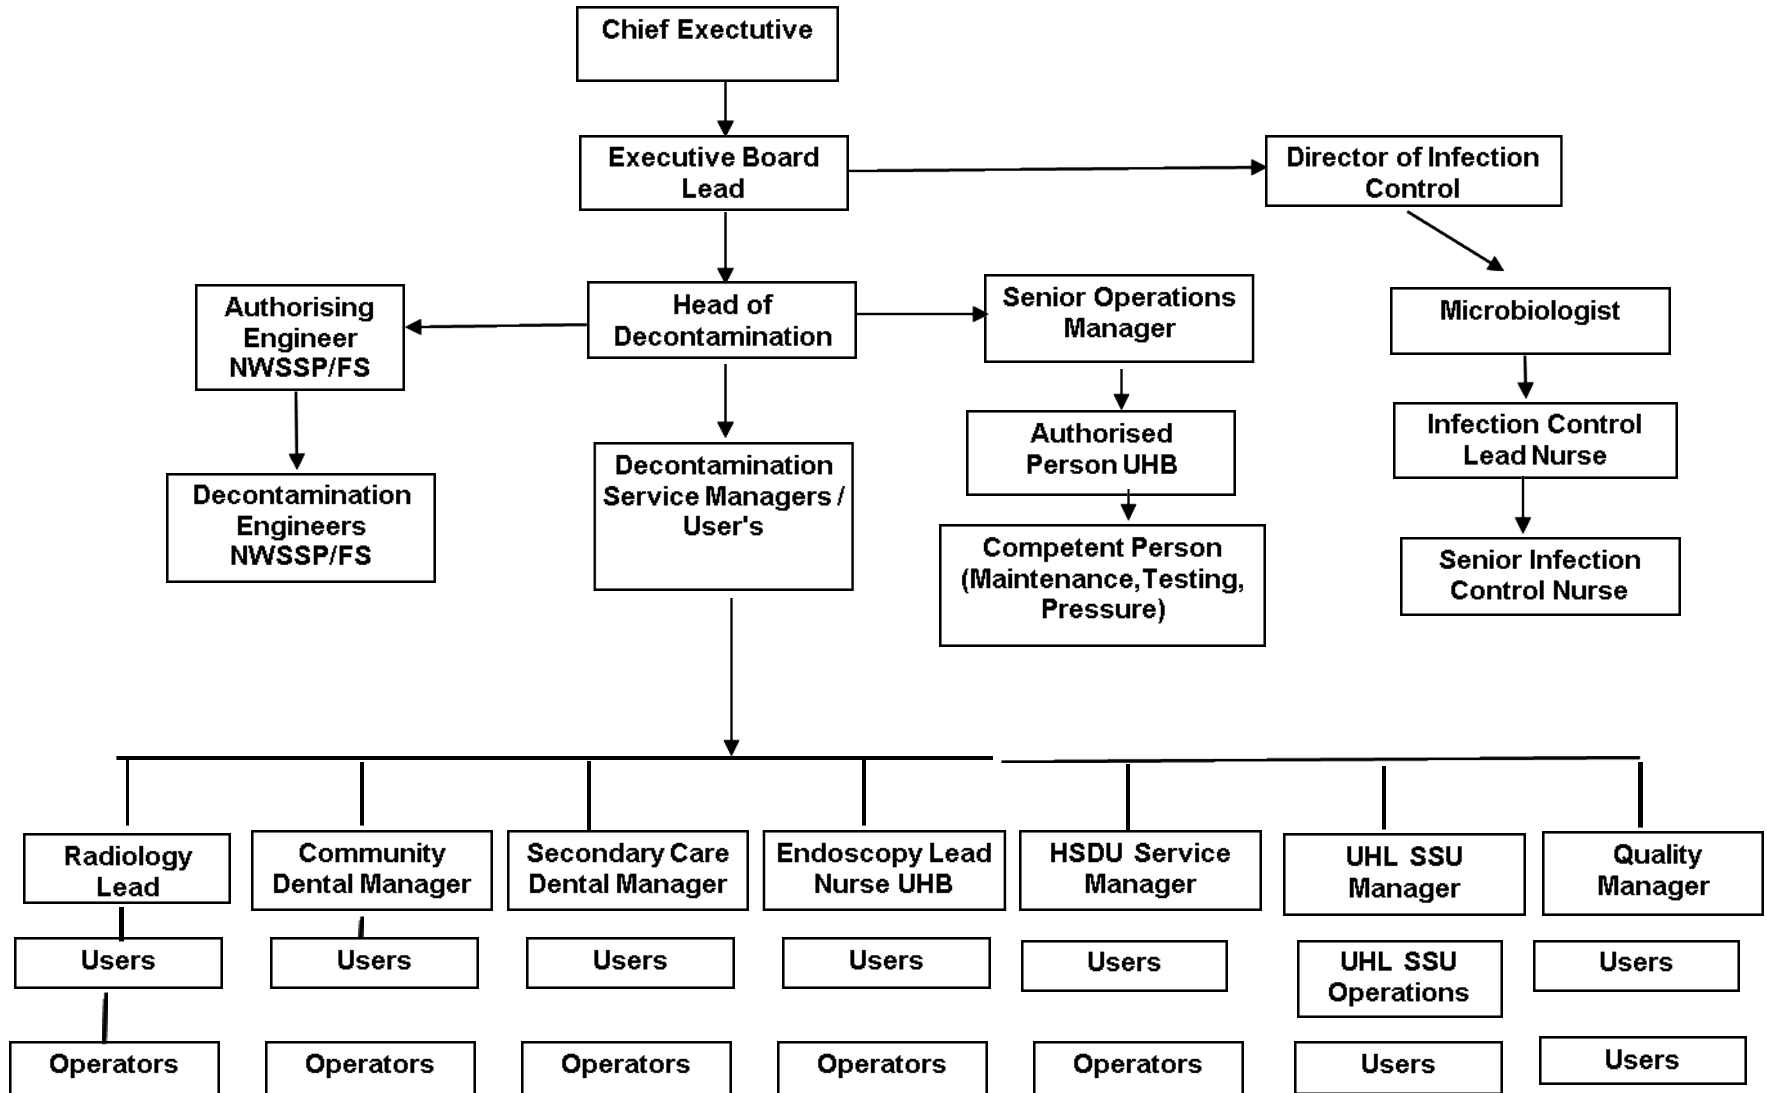 Chief Exectutive
Executive Board
Lead
Director of Infection
Control
Authorising
Engineer
NWSSP/FS
Head of
Decontamination
Senior Operations
Manager
Microbiologist
Decontamination
Engineers
NWSSP/FS
Decontamination
Service Managers /
User's
Authorised
Person UHB
Infection Control
Lead Nurse
Competent Person
(Maintenance, Testing,
Pressure)
Senior Infection
Control Nurse
Radiology
Lead
Community
Dental Manager
Secondary Care
Dental Manager
Endoscopy Lead
Nurse UHB
HSDU Service
Manager
UHL SSU
Manager
Quality
Manager
Users
Users
Users
Users
Users
UHL SSU
Operations
Users
Operators
Operators
Operators
Operators
Operators
Users
Users